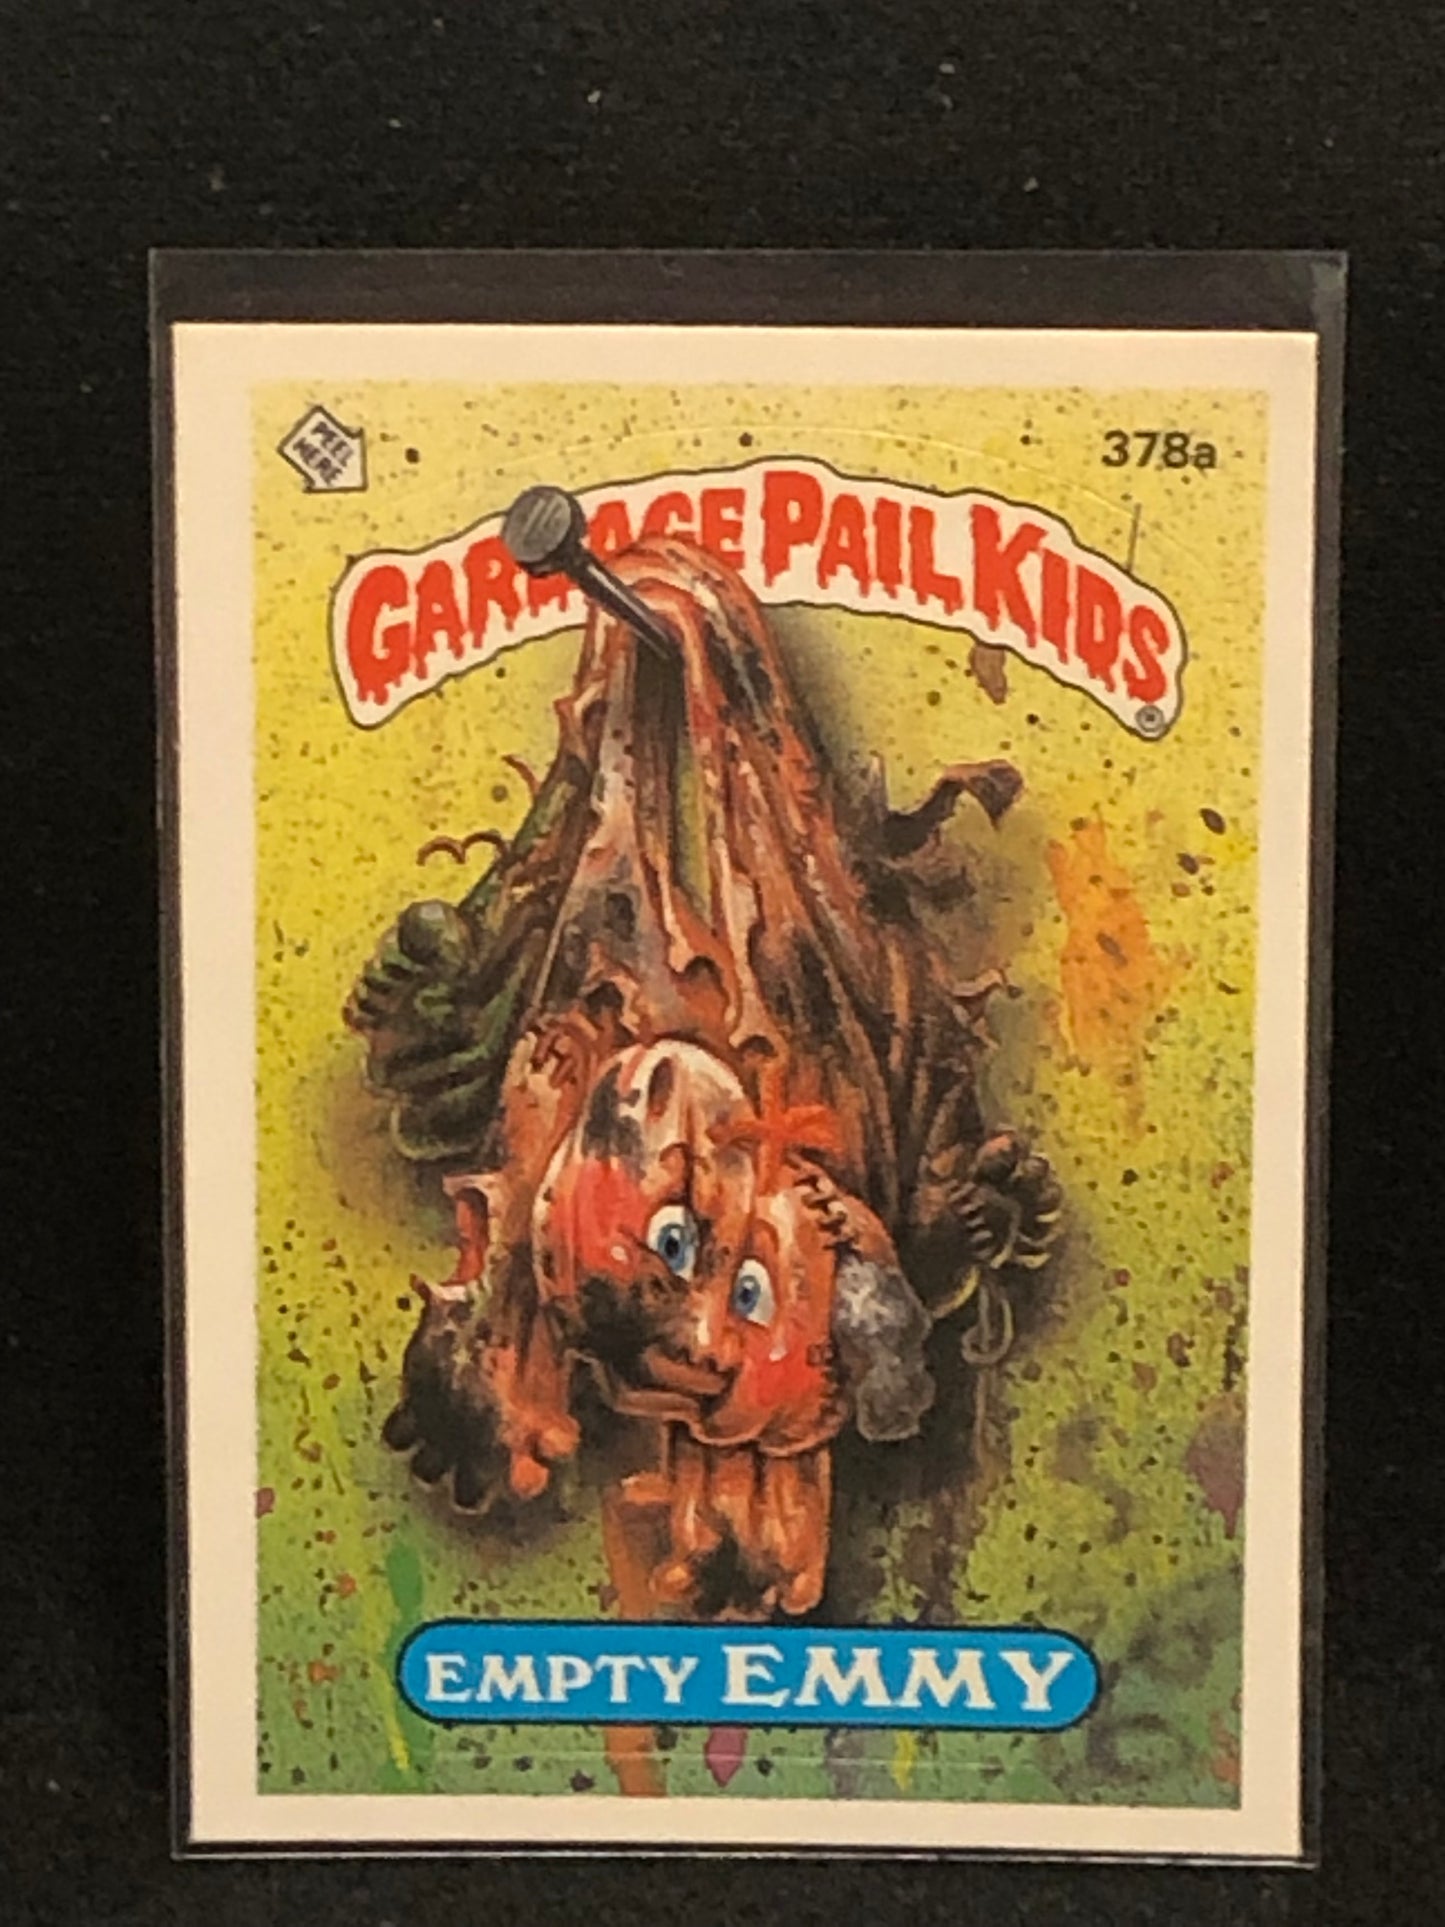 PEEL
HERE
378a
GARBAGE PAIL KIDS
®
EMPTY EMMY